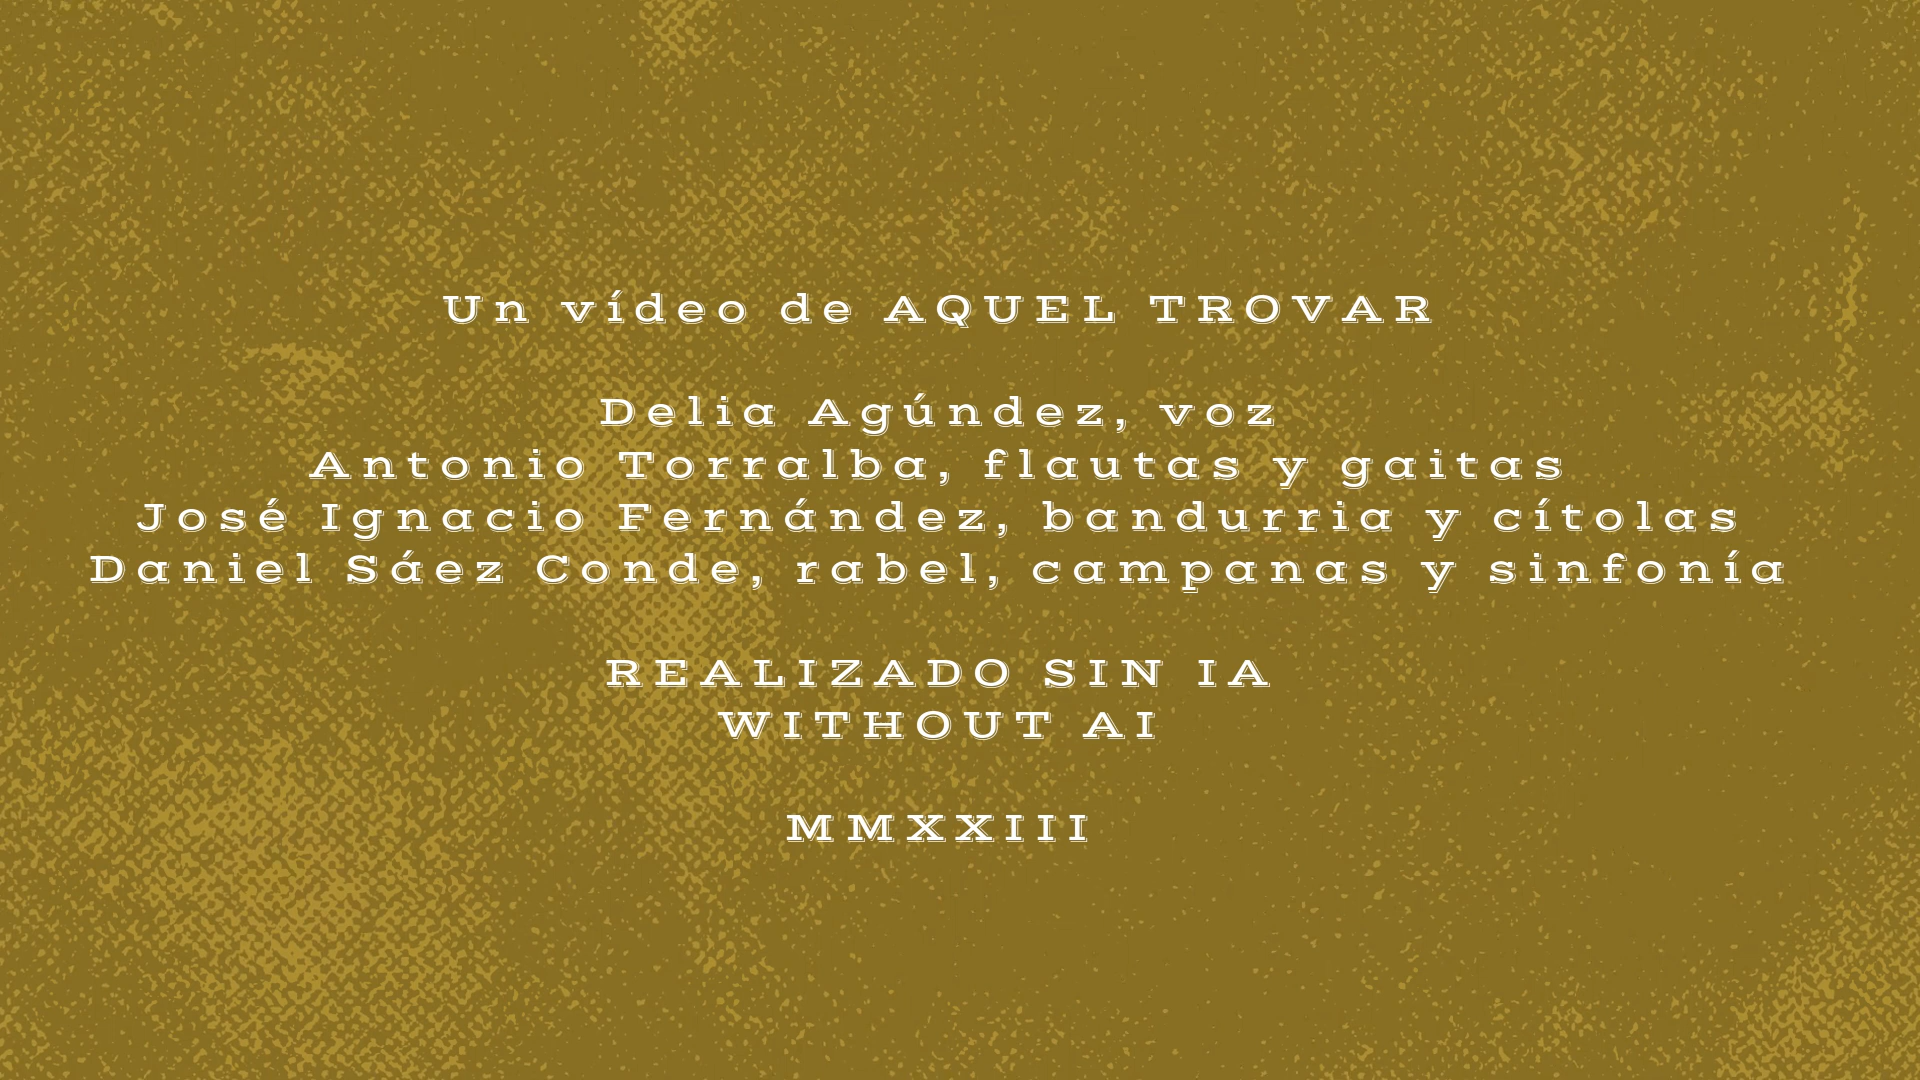 Un vídeo de AQUEL TROVAR
Delia Agúndez, voz
Antonio Torralba, flautas y gaitas
José Ignacio Fernández, bandurria y cítolas
Daniel Sáez Conde, rabel, campanas y sinfonía
REALIZADO SIN IA
WITHOUT AI
MMXXIII